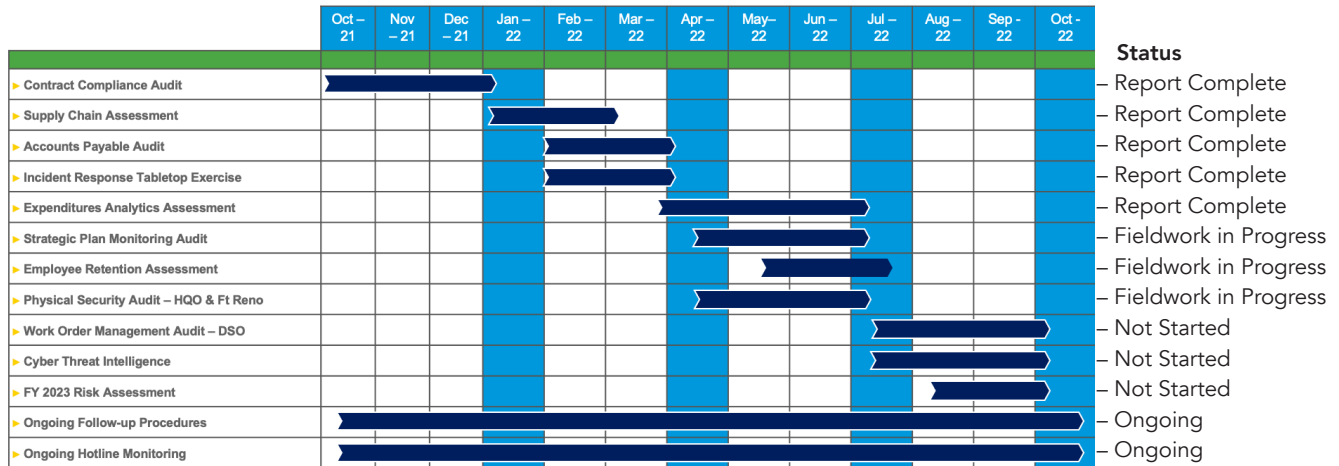 Oct – Nov Dec Jan – Feb – Mar – Apr – May– Jun – Jul – Aug – Sep - Oct -
21 – 21 – 21 22 22 22 22 22 22 22 22 22 22
Status
► Contract Compliance Audit – Report Complete
► Supply Chain Assessment – Report Complete
► Accounts Payable Audit – Report Complete
► Incident Response Tabletop Exercise – Report Complete
► Expenditures Analytics Assessment – Report Complete
► Strategic Plan Monitoring Audit – Fieldwork in Progress
► Employee Retention Assessment – Fieldwork in Progress
► Physical Security Audit – HQO & Ft Reno – Fieldwork in Progress
► Work Order Management Audit – DSO – Not Started
► Cyber Threat Intelligence – Not Started
► FY 2023 Risk Assessment – Not Started
► Ongoing Follow-up Procedures – Ongoing
► Ongoing Hotline Monitoring – Ongoing